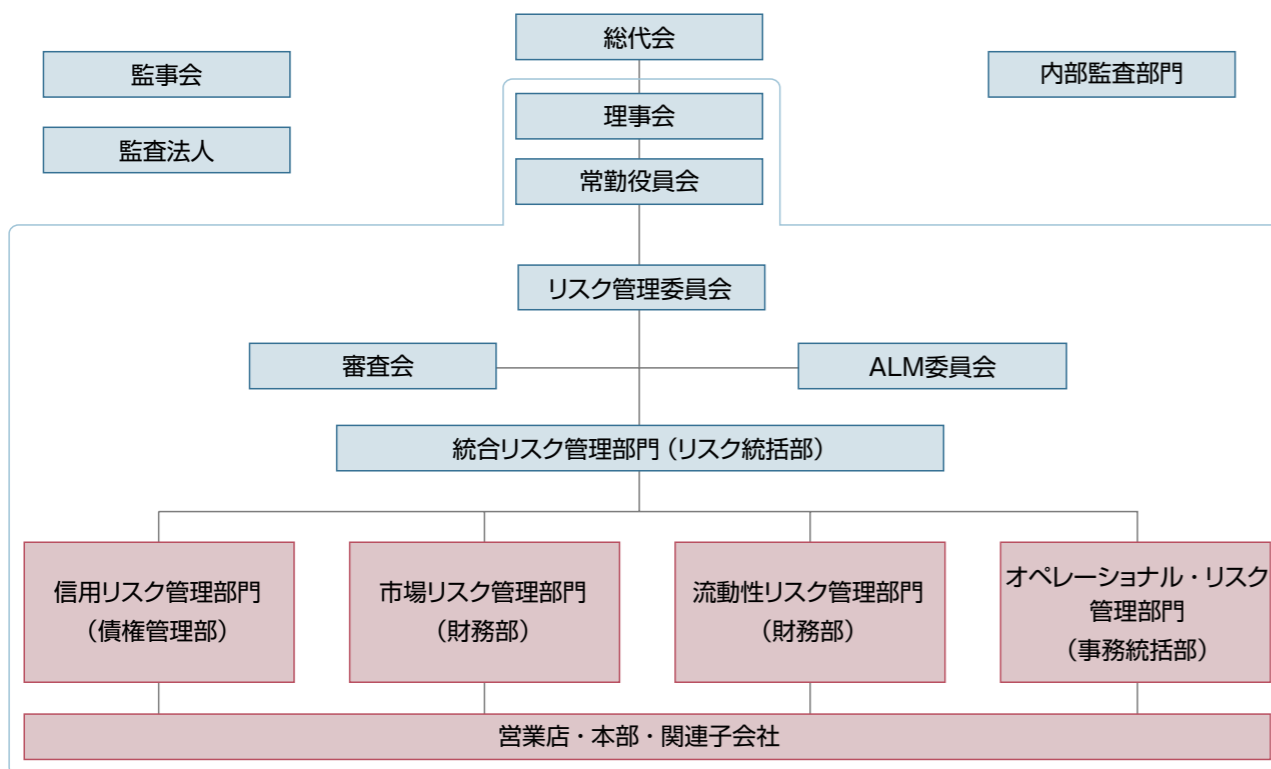 総代会
監事会
内部監査部門
理事会
監査法人
常勤役員会
リスク管理委員会
審査会
ALM委員会
統合リスク管理部門（リスク統括部）
信用リスク管理部門
（債権管理部）
市場リスク管理部門
（財務部）
流動性リスク管理部門
（財務部）
オペレーショナル・リスク
管理部門
（事務統括部）
営業店・本部・関連子会社